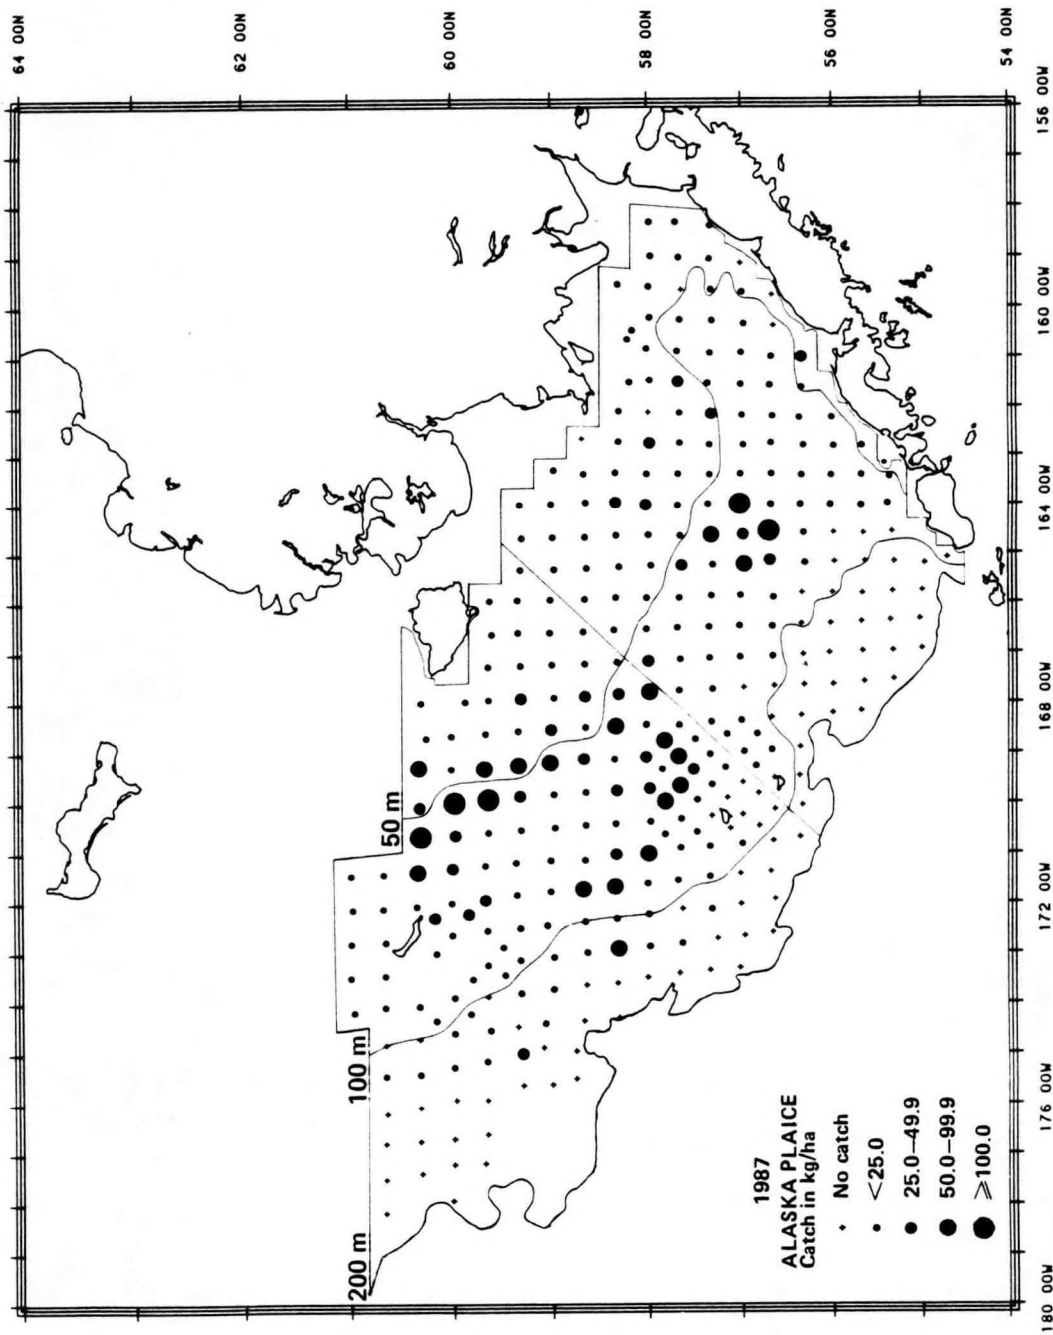 64 00N
62 00N
60 00N
58 00N
56 00N
54 00N
156 00W
160 00W
164 00W
168 00W
172 00W
176 00W
180 00W
50 m
100 m
200 m
1987
ALASKA PLAICE
Catch in kg/ha
No catch
<25.0
25.0–49.9
50.0–99.9
≥100.0